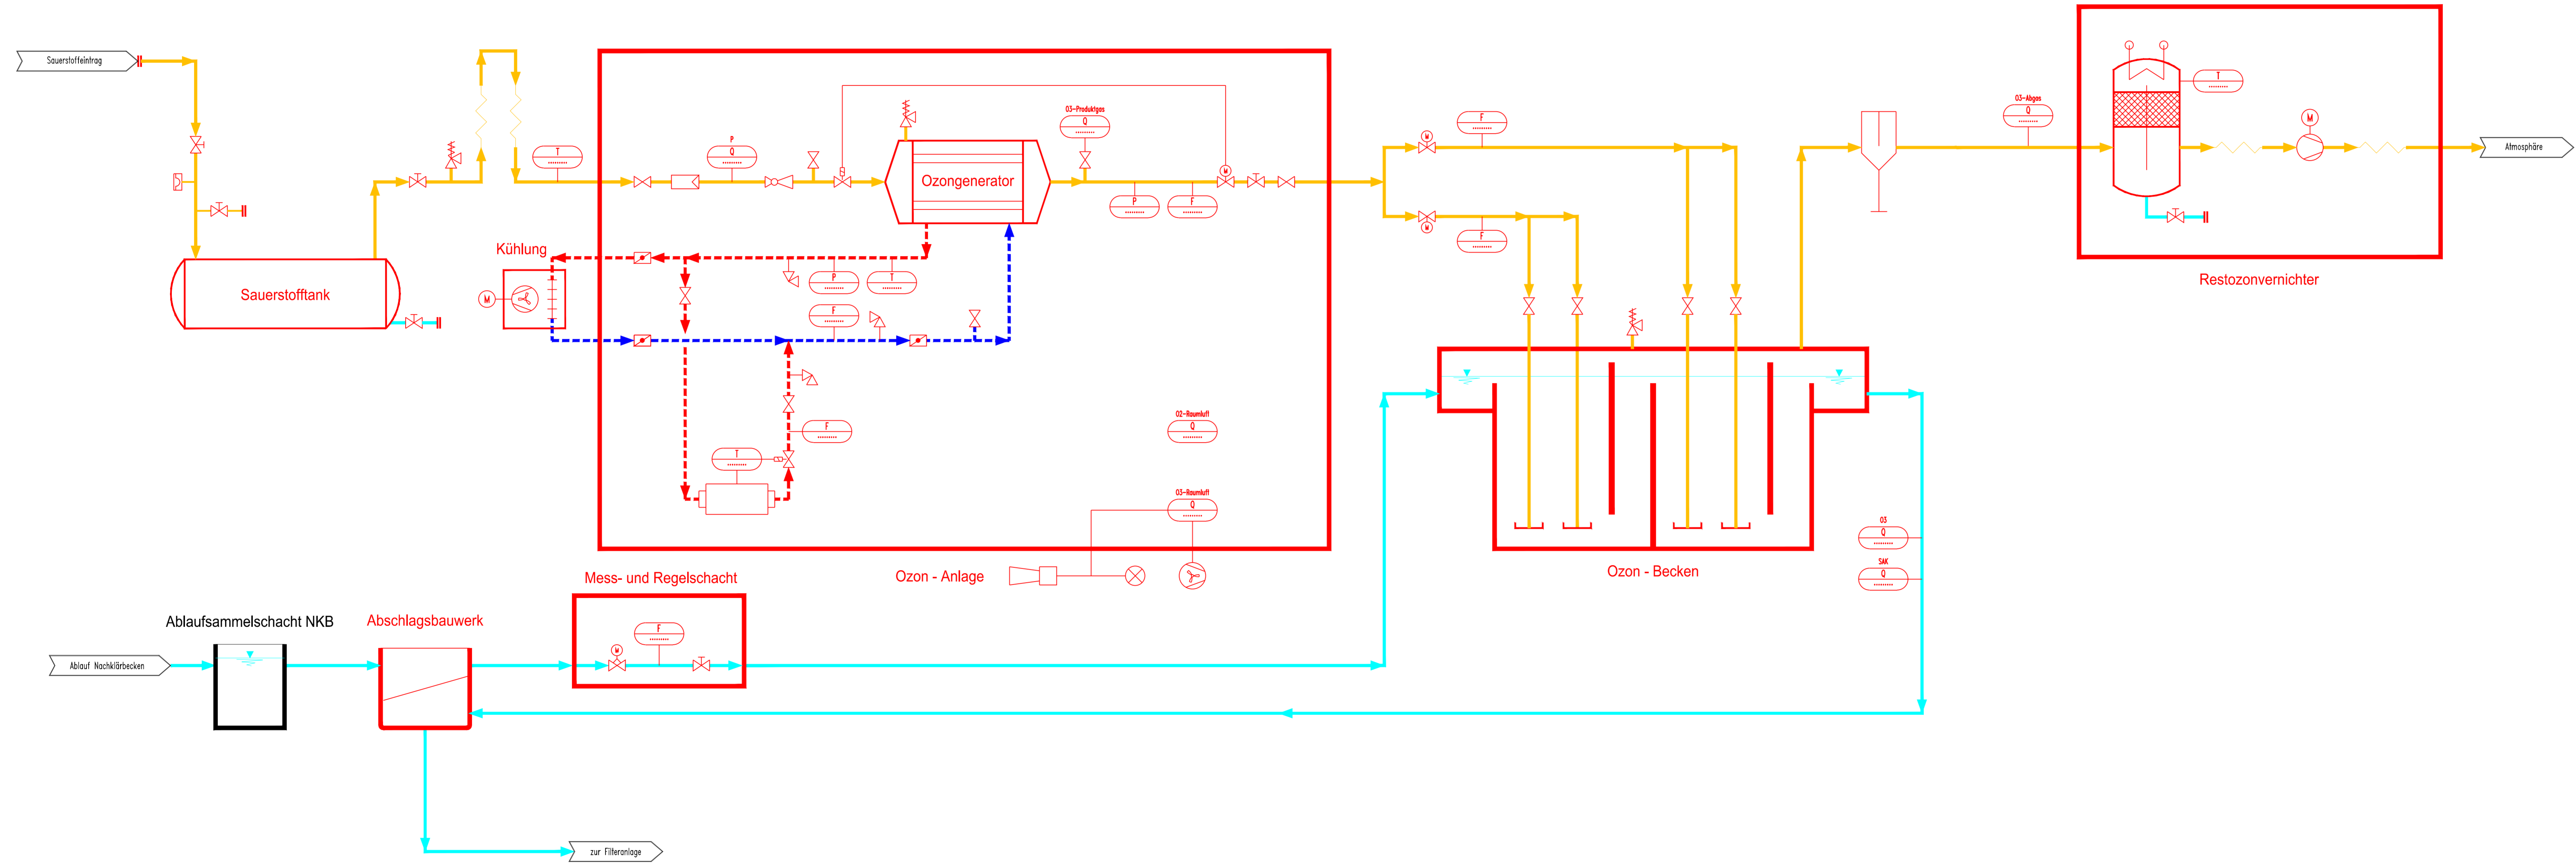 Sauerstoffeintrag
T
.........
P
Q
.........
O3-Produktgas
Q
.........
M
P
.........
F
.........
Ozongenerator
M
F
.........
M
F
.........
O3-Abgas
Q
.........
T
.........
M
Atmosphäre
Restozonvernichter
Sauerstofftank
Kühlung
M
P
.........
T
.........
F
.........
F
.........
T
.........
O2-Raumluft
Q
.........
O3-Raumluft
Q
.........
Ozon - Anlage
Ozon - Becken
O3
Q
.........
SAK
Q
.........
Mess- und Regelschacht
M
F
.........
Ablaufsammelschacht NKB
Abschlagsbauwerk
Ablauf Nachklärbecken
zur Filteranlage